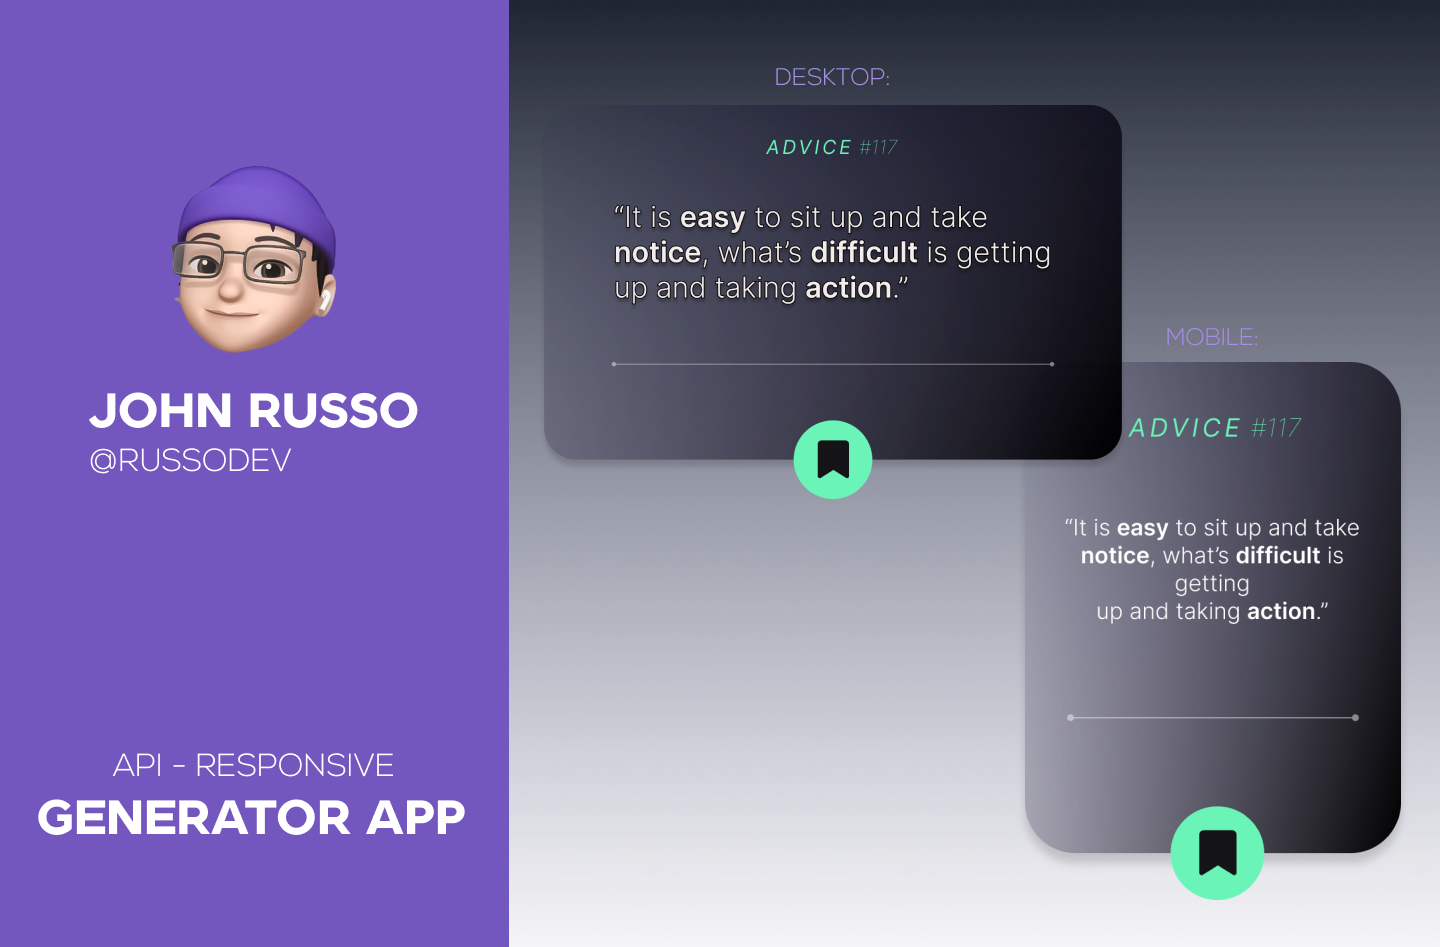 JOHN RUSSO
@RUSSODEV
API - RESPONSIVE
GENERATOR APP
DESKTOP:
ADVICE #117
“It is easy to sit up and take
notice, what’s difficult is getting
up and taking action.”
MOBILE:
ADVICE #117
“It is easy to sit up and take
notice, what’s difficult is
getting
up and taking action.”